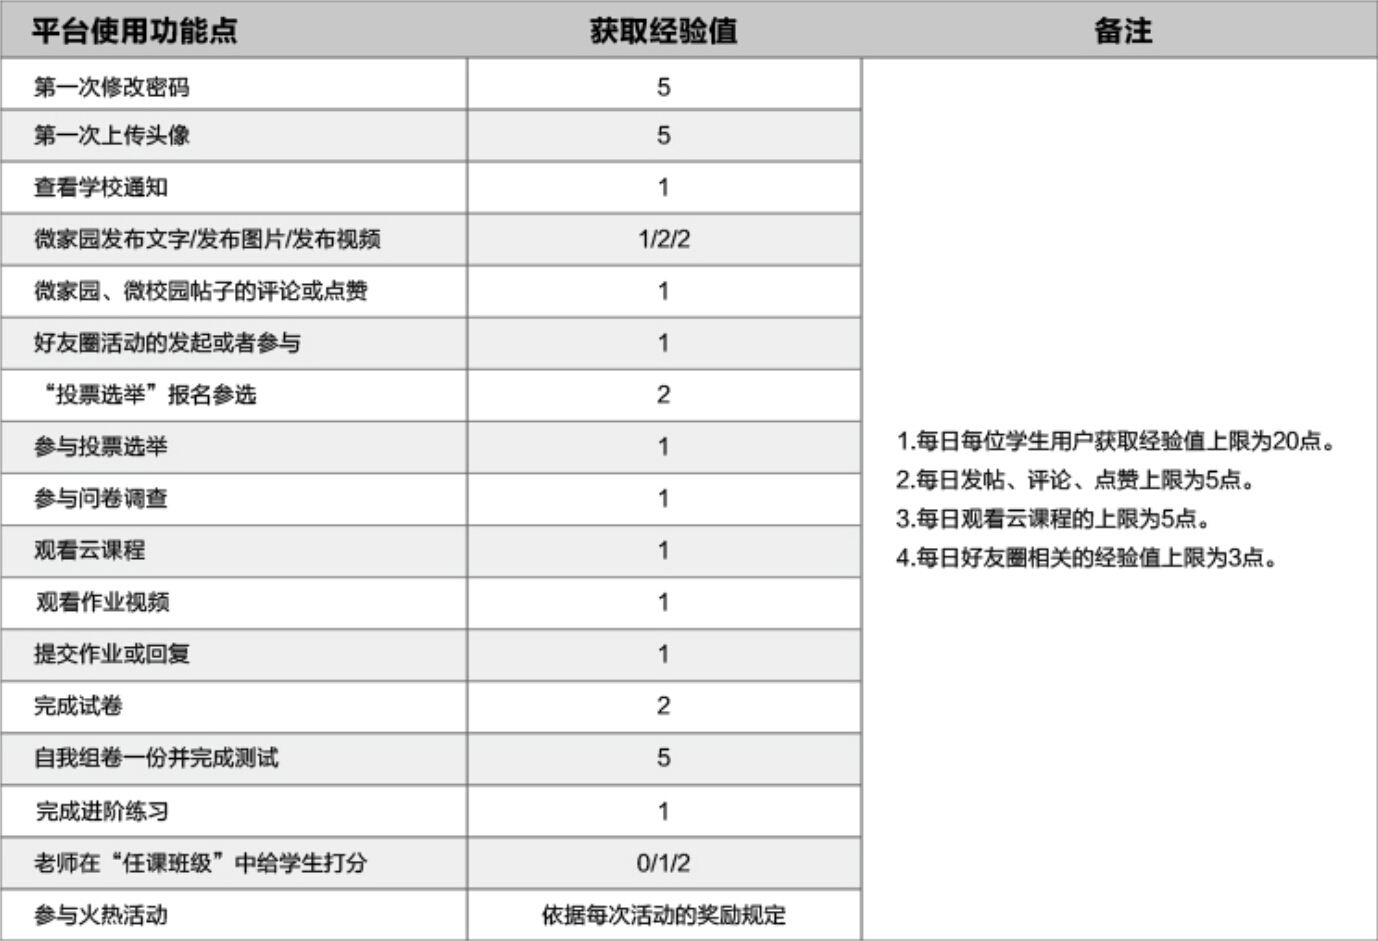 平台使用功能点 获取经验值 备注
第一次修改密码 5
第一次上传头像 5
查看学校通知 1
微家园发布文字/发布图片/发布视频 1/2/2
微家园、微校园帖子的评论或点赞 1
好友圈活动的发起或者参与 1
“投票选举”报名参选 2
参与投票选举 1
参与问卷调查 1
观看云课程 1
观看作业视频 1
提交作业或回复 1
完成试卷 2
自我组卷一份并完成测试 5
完成进阶练习 1
老师在“任课班级”中给学生打分 0/1/2
参与火热活动 依据每次活动的奖励规定
1.每日每位学生用户获取经验值上限为20点。
2.每日发帖、评论、点赞上限为5点。
3.每日观看云课程的上限为5点。
4.每日好友圈相关的经验值上限为3点。